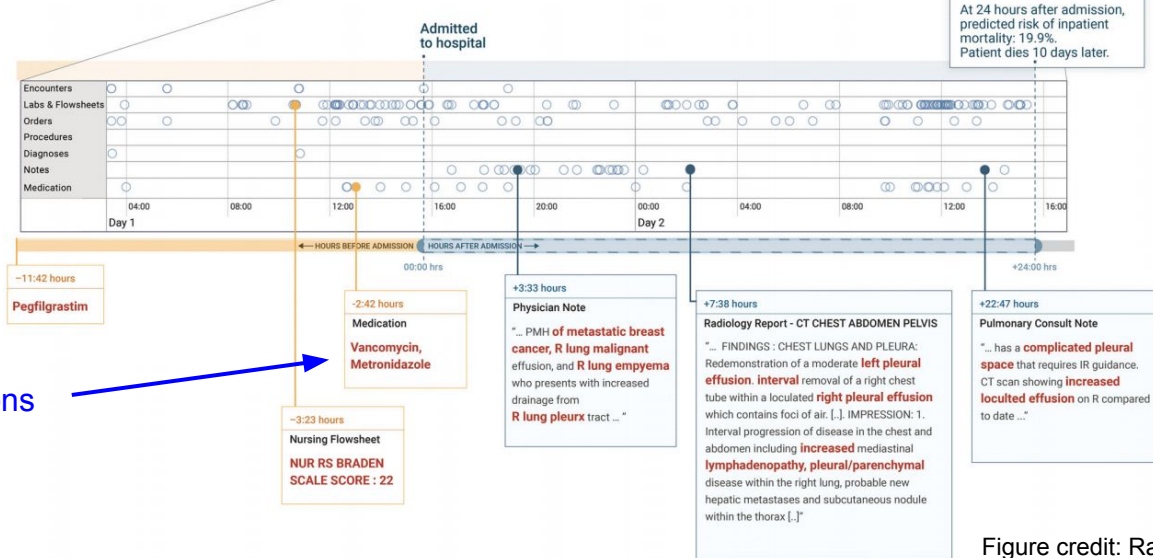 At 24 hours after admission,
predicted risk of inpatient
mortality: 19.9%.
Patient dies 10 days later.
Admitted
to hospital
Encounters
Labs & Flowsheets
Orders
Procedures
Diagnoses
Notes
Medication
04:00 08:00 12:00 16:00 20:00 00:00 04:00 08:00 12:00 16:00
Day 1 Day 2
HOURS BEFORE ADMISSION HOURS AFTER ADMISSION
00:00 hrs +24:00 hrs
−11:42 hours
Pegfilgrastim
-2:42 hours
Medication
Vancomycin,
Metronidazole
ns
−3:23 hours
Nursing Flowsheet
NUR RS BRADEN
SCALE SCORE : 22
+3:33 hours
Physician Note
"... PMH of metastatic breast
cancer, R lung malignant
effusion, and R lung empyema
who presents with increased
drainage from
R lung pleurx tract ..."
+7:38 hours
Radiology Report - CT CHEST ABDOMEN PELVIS
"... FINDINGS : CHEST LUNGS AND PLEURA:
Redemonstration of a moderate left pleural
effusion. interval removal of a right chest
tube within a loculated right pleural effusion
which contains foci of air. [..]. IMPRESSION: 1.
Interval progression of disease in the chest and
abdomen including increased mediastinal
lymphadenopathy, pleural/parenchymal
disease within the right lung, probable new
hepatic metastases and subcutaneous nodule
within the thorax [..]"
+22:47 hours
Pulmonary Consult Note
"... has a complicated pleural
space that requires IR guidance.
CT scan showing increased
loculted effusion on R compared
to date ..."
Figure credit: Ra